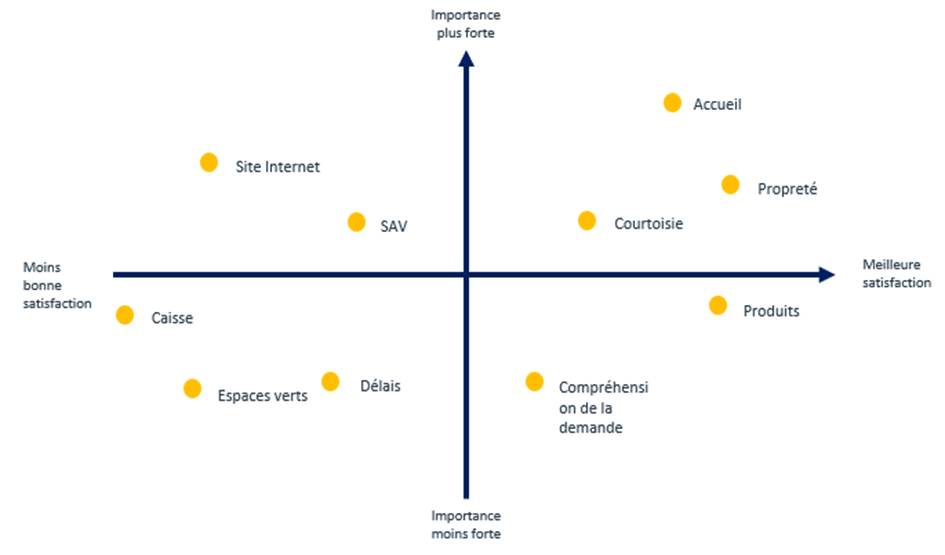 Importance
plus forte
Accueil
Site Internet
Propreté
SAV
Courtoisie
Moins
bonne
satisfaction
Meilleure
satisfaction
Caisse
Produits
Espaces verts
Délais
Compréhensi
on de la
demande
Importance
moins forte